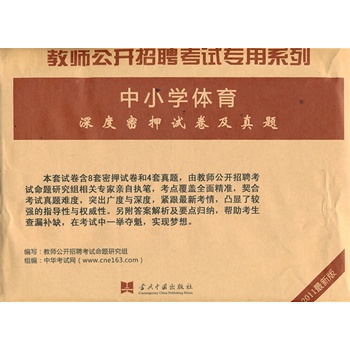 教师公开招聘考试专用系列
中小学体育
深度密押试卷及真题
本套试卷含8套密押试卷和4套真题，由教师公开招聘考
试命题研究组相关专家亲自执笔，考点覆盖全面精准，契合
考试真题难度，突出广度与深度，紧跟最新考情，凸显了较
强的指导性与权威性。另附答案解析及要点归纳，帮助考生
查漏补缺，在考试中一举夺魁，实现梦想。
编写：教师公开招聘考试命题研究组
组编：中华考试网（www.cne163.com）
当代中国出版社
Contemporary China Publishing House
2011最新版